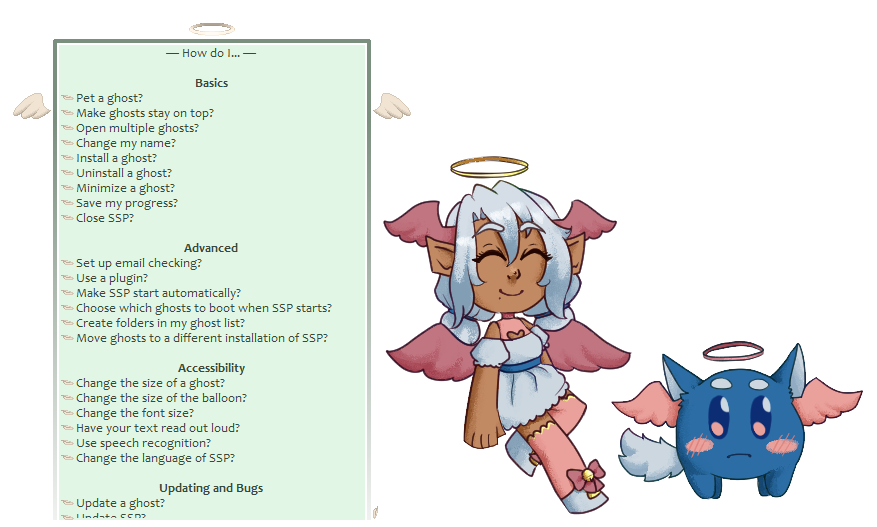 — How do I... —
Basics
Pet a ghost?
Make ghosts stay on top?
Open multiple ghosts?
Change my name?
Install a ghost?
Uninstall a ghost?
Minimize a ghost?
Save my progress?
Close SSP?
Advanced
Set up email checking?
Use a plugin?
Make SSP start automatically?
Choose which ghosts to boot when SSP starts?
Create folders in my ghost list?
Move ghosts to a different installation of SSP?
Accessibility
Change the size of a ghost?
Change the size of the balloon?
Change the font size?
Have your text read out loud?
Use speech recognition?
Change the language of SSP?
Updating and Bugs
Update a ghost?
Update SSP?